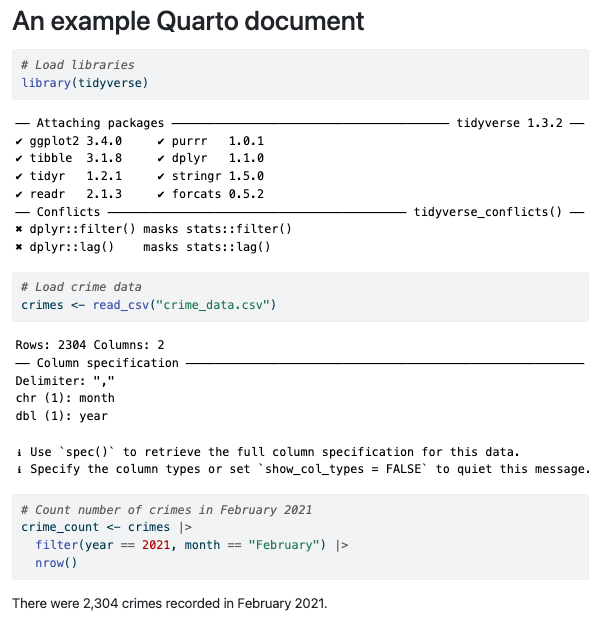 An example Quarto document
# Load libraries
library(tidyverse)
── Attaching packages ─────────────────────────────────────── tidyverse 1.3.2 ──
✔ ggplot2 3.4.0     ✔ purrr   1.0.1
✔ tibble  3.1.8     ✔ dplyr   1.1.0
✔ tidyr   1.2.1     ✔ stringr 1.5.0
✔ readr   2.1.3     ✔ forcats 0.5.2
── Conflicts ────────────────────────────────────────── tidyverse_conflicts() ──
✖ dplyr::filter() masks stats::filter()
✖ dplyr::lag()    masks stats::lag()
# Load crime data
crimes <- read_csv("crime_data.csv")
Rows: 2304 Columns: 2
── Column specification ────────────────────────────────────────────────────────
Delimiter: ","
chr (1): month
dbl (1): year
ℹ Use `spec()` to retrieve the full column specification for this data.
ℹ Specify the column types or set `show_col_types = FALSE` to quiet this message.
# Count number of crimes in February 2021
crime_count <- crimes |>
  filter(year == 2021, month == "February") |>
  nrow()
There were 2,304 crimes recorded in February 2021.